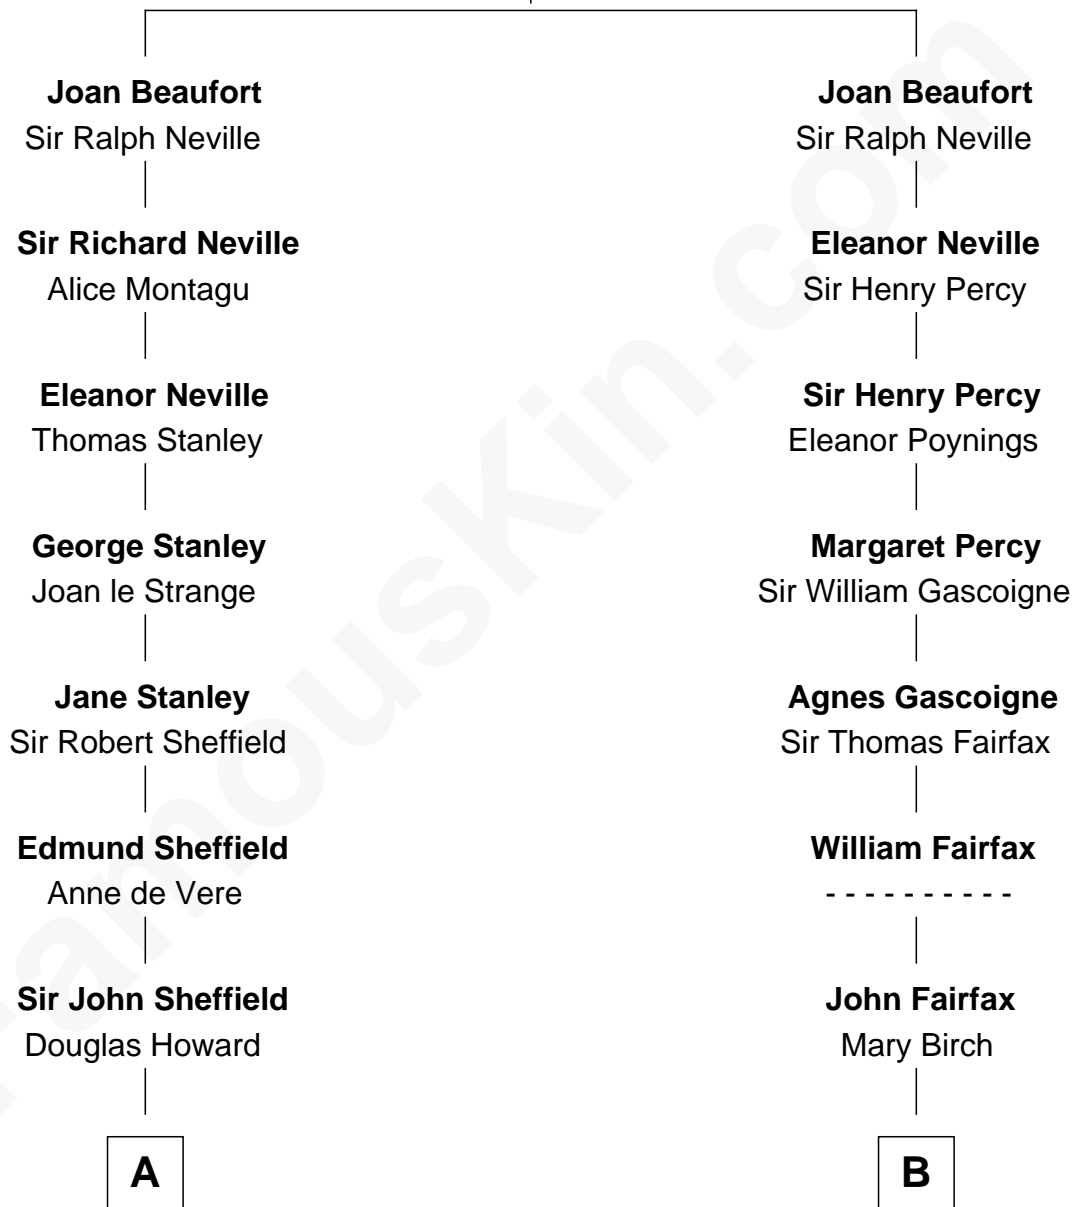 Joan Beaufort
Sir Ralph Neville
Sir Richard Neville
Alice Montagu
Eleanor Neville
Thomas Stanley
George Stanley
Joan le Strange
Jane Stanley
Sir Robert Sheffield
Edmund Sheffield
Anne de Vere
Sir John Sheffield
Douglas Howard
A
Joan Beaufort
Sir Ralph Neville
Eleanor Neville
Sir Henry Percy
Sir Henry Percy
Eleanor Poynings
Margaret Percy
Sir William Gascoigne
Agnes Gascoigne
Sir Thomas Fairfax
William Fairfax
- - - - - - - - - -
John Fairfax
Mary Birch
B
FamousKin.com